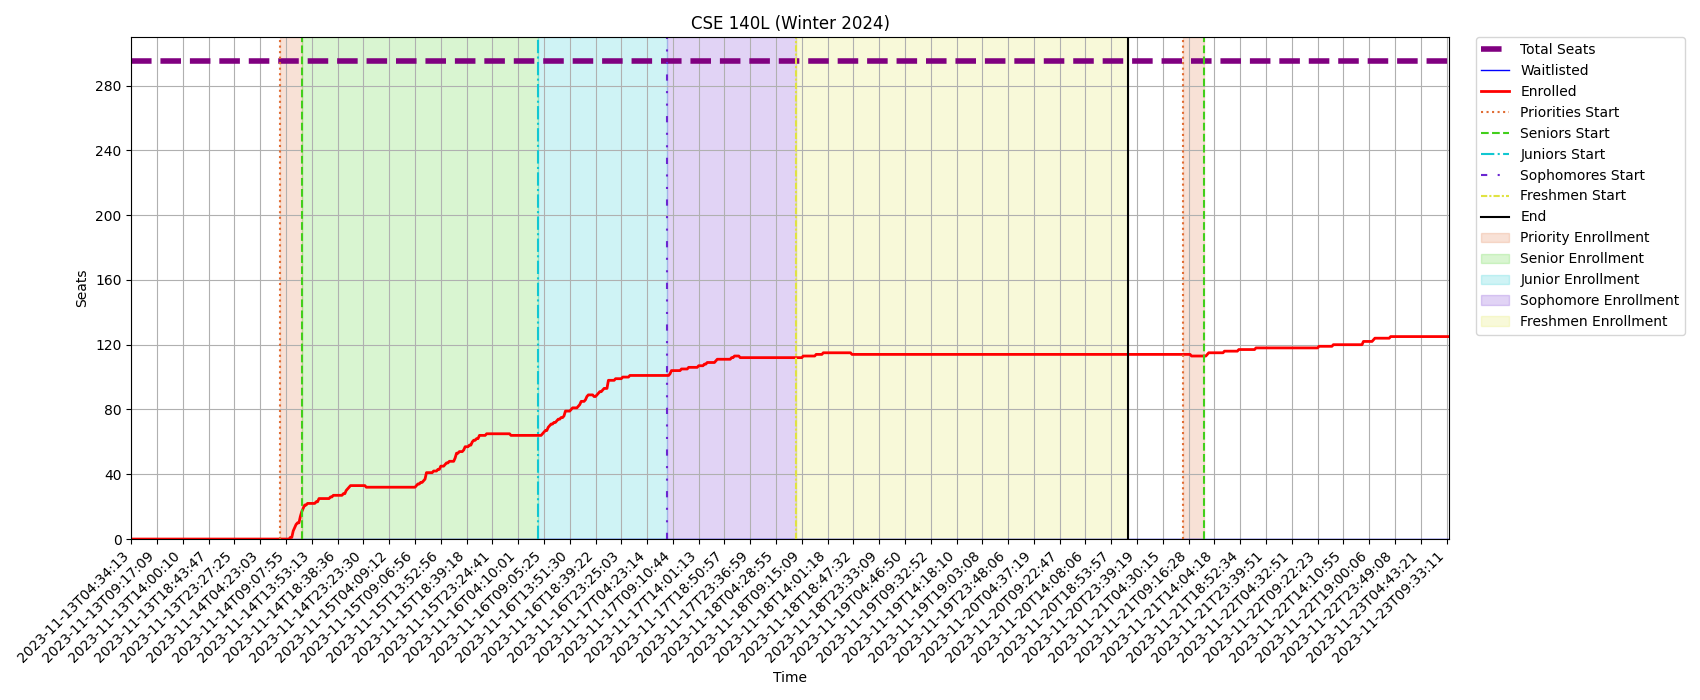 CSE 140L (Winter 2024)
Seats
280
240
200
160
120
80
40
0
2023-11-13T04:34:13
2023-11-13T09:17:09
2023-11-13T14:00:10
2023-11-13T18:43:47
2023-11-13T23:27:25
2023-11-14T04:23:03
2023-11-14T09:07:55
2023-11-14T13:53:13
2023-11-14T18:38:36
2023-11-14T23:23:30
2023-11-15T04:09:12
2023-11-15T09:06:56
2023-11-15T13:52:56
2023-11-15T18:39:18
2023-11-15T23:24:41
2023-11-16T04:10:01
2023-11-16T09:05:25
2023-11-16T13:51:30
2023-11-16T18:39:22
2023-11-16T23:25:03
2023-11-17T04:23:14
2023-11-17T09:10:44
2023-11-17T14:01:13
2023-11-17T18:50:57
2023-11-17T23:36:59
2023-11-18T04:28:55
2023-11-18T09:15:09
2023-11-18T14:01:18
2023-11-18T18:47:32
2023-11-18T23:33:09
2023-11-19T04:46:50
2023-11-19T09:32:52
2023-11-19T14:18:10
2023-11-19T19:03:08
2023-11-19T23:48:06
2023-11-20T04:37:19
2023-11-20T09:22:47
2023-11-20T14:08:06
2023-11-20T18:53:57
2023-11-20T23:39:19
2023-11-21T04:30:15
2023-11-21T09:16:28
2023-11-21T14:04:18
2023-11-21T18:52:34
2023-11-21T23:39:51
2023-11-22T04:32:51
2023-11-22T09:22:23
2023-11-22T14:10:55
2023-11-22T19:00:06
2023-11-22T23:49:08
2023-11-23T04:43:21
2023-11-23T09:33:11
Time
Total Seats
Waitlisted
Enrolled
Priorities Start
Seniors Start
Juniors Start
Sophomores Start
Freshmen Start
End
Priority Enrollment
Senior Enrollment
Junior Enrollment
Sophomore Enrollment
Freshmen Enrollment